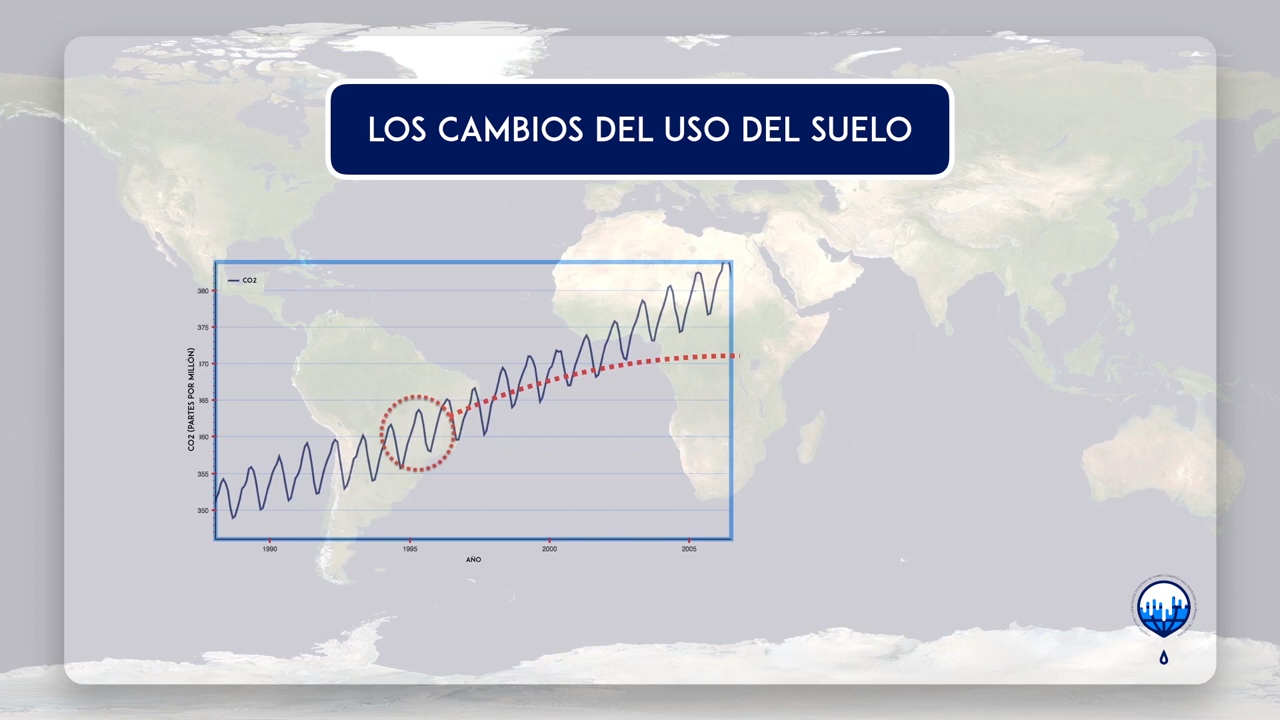 LOS CAMBIOS DEL USO DEL SUELO
CO2
380
375
370
365
360
355
350
CO2 (PARTES POR MILLÓN)
1990
1995
2000
2005
AÑO